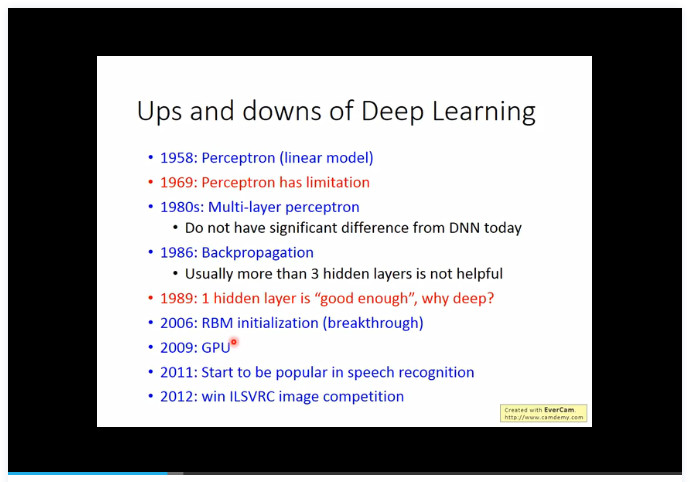 Ups and downs of Deep Learning
• 1958: Perceptron (linear model)
• 1969: Perceptron has limitation
• 1980s: Multi-layer perceptron
• Do not have significant difference from DNN today
• 1986: Backpropagation
• Usually more than 3 hidden layers is not helpful
• 1989: 1 hidden layer is “good enough”, why deep?
• 2006: RBM initialization (breakthrough)
• 2009: GPU
• 2011: Start to be popular in speech recognition
• 2012: win ILSVRC image competition
Created with EverCam.
http://www.camdemy.com